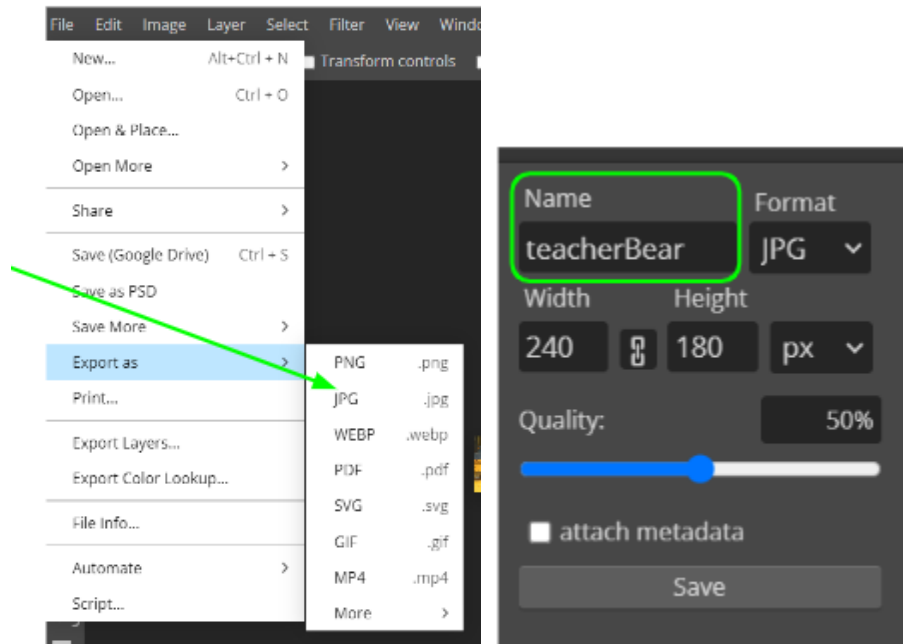 File Edit Image Layer Select Filter View Windo
Transform controls
New... Alt+Ctrl + N
Open... Ctrl + O
Open & Place...
Open More >
Share >
Save (Google Drive) Ctrl + S
Save as PSD
Save More >
Export as >
Print...
Export Layers...
Export Color Lookup...
File Info...
Automate >
Script...
PNG .png
JPG .jpg
WEBP .webp
PDF .pdf
SVG .svg
GIF .gif
MP4 .mp4
More >
Name Format
teacherBear JPG
Width Height
240 180 px
Quality: 50%
attach metadata
Save